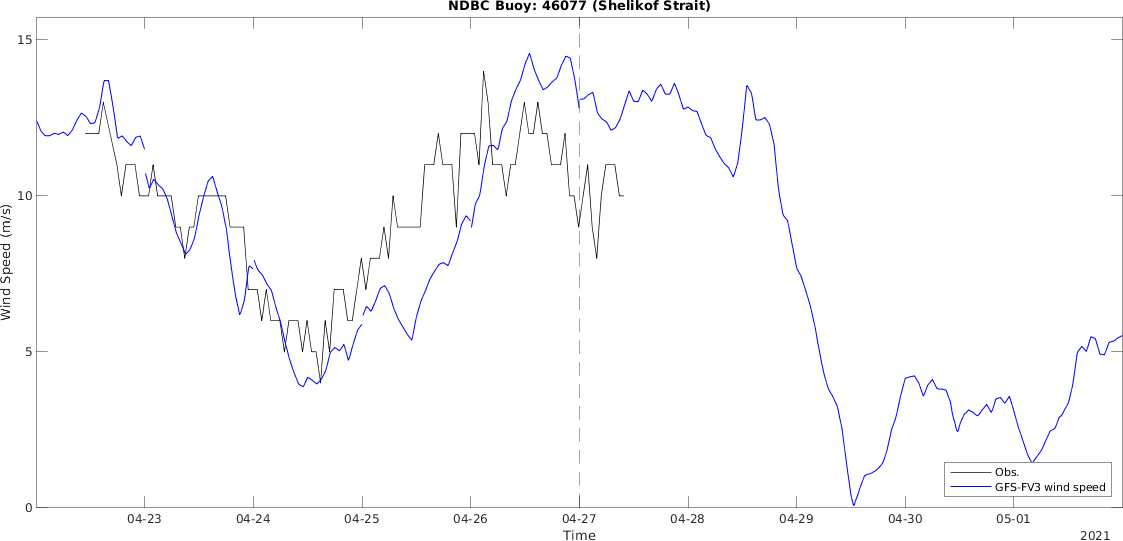 NDBC Buoy: 46077 (Shelikof Strait)
15
10
5
0
Wind Speed (m/s)
04-23 04-24 04-25 04-26 04-27 04-28 04-29 04-30 05-01
Time
2021
Obs.
GFS-FV3 wind speed